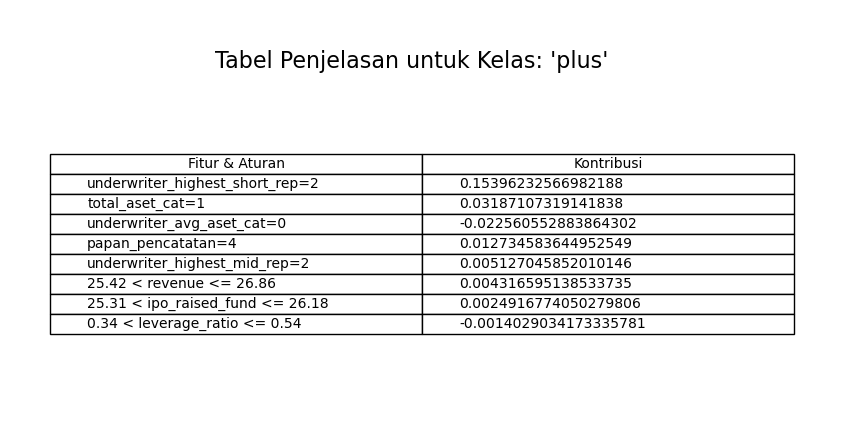 Tabel Penjelasan untuk Kelas: 'plus'
Fitur & Aturan Kontribusi
underwriter_highest_short_rep=2 0.15396232566982188
total_aset_cat=1 0.03187107319141838
underwriter_avg_aset_cat=0 -0.022560552883864302
papan_pencatatan=4 0.012734583644952549
underwriter_highest_mid_rep=2 0.005127045852010146
25.42 < revenue <= 26.86 0.004316595138533735
25.31 < ipo_raised_fund <= 26.18 0.0024916774050279806
0.34 < leverage_ratio <= 0.54 -0.0014029034173335781